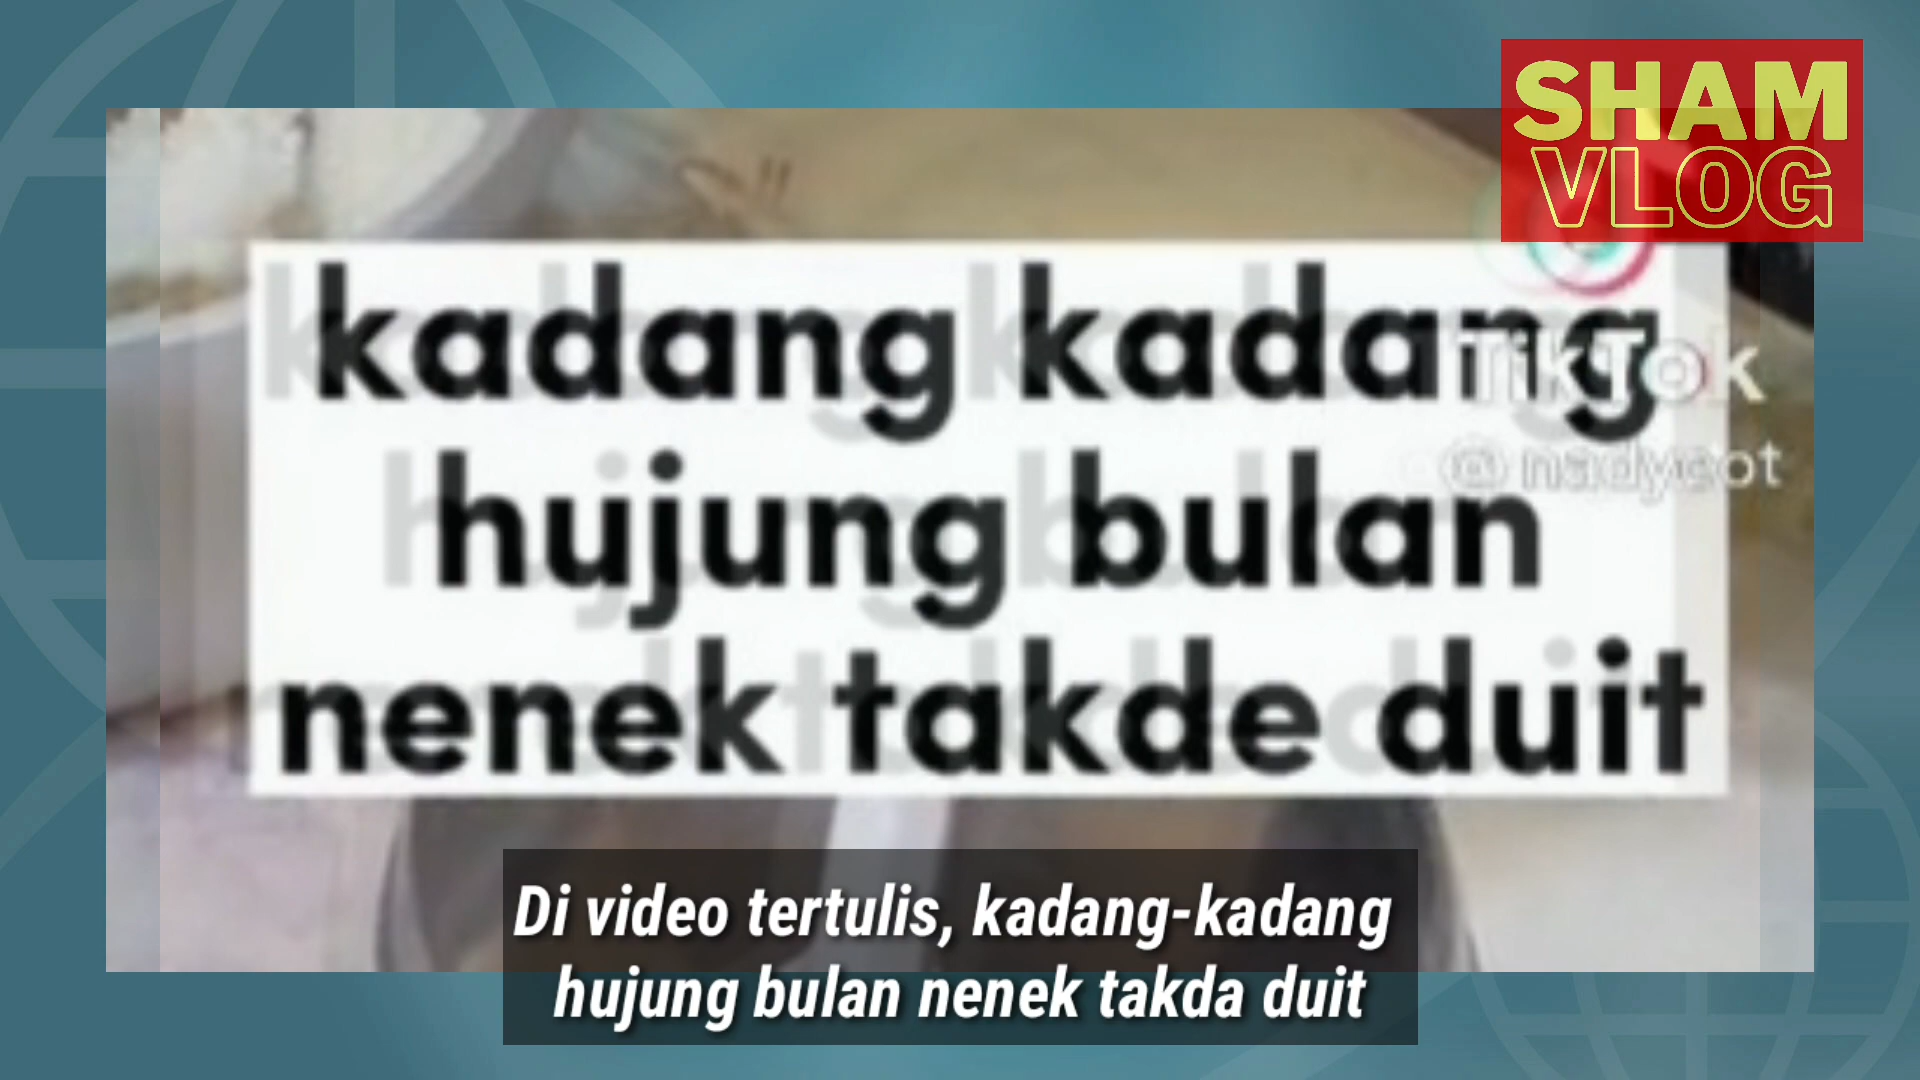 SHAM
VLOG
kadang kadang
hujung bulan
nenek takde duit
TikTok
Di video tertulis, kadang-kadang
hujung bulan nenek takda duit